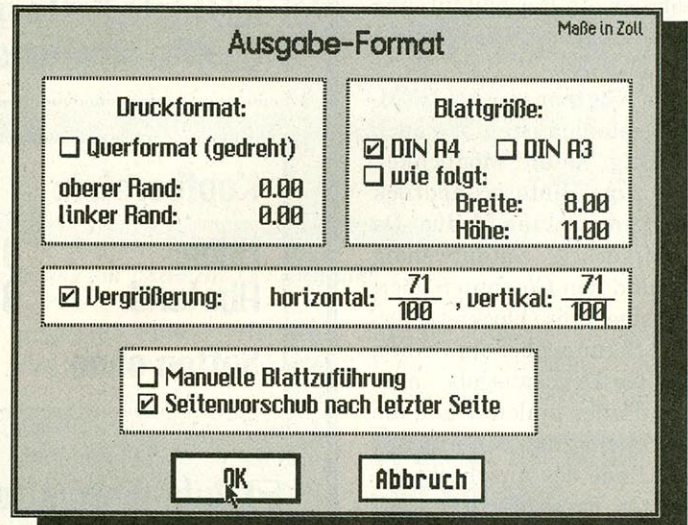 Maße in Zoll
Ausgabe-Format
Druckformat:
Querformat (gedreht)
oberer Rand: 0.00
linker Rand: 0.00
Blattgröße:
DIN A4 DIN A3
wie folgt:
Breite: 8.00
Höhe: 11.00
Vergrößerung: horizontal: 71/100, vertikal: 71/100
Manuelle Blattzuführung
Seitenvorschub nach letzter Seite
OK Abbruch